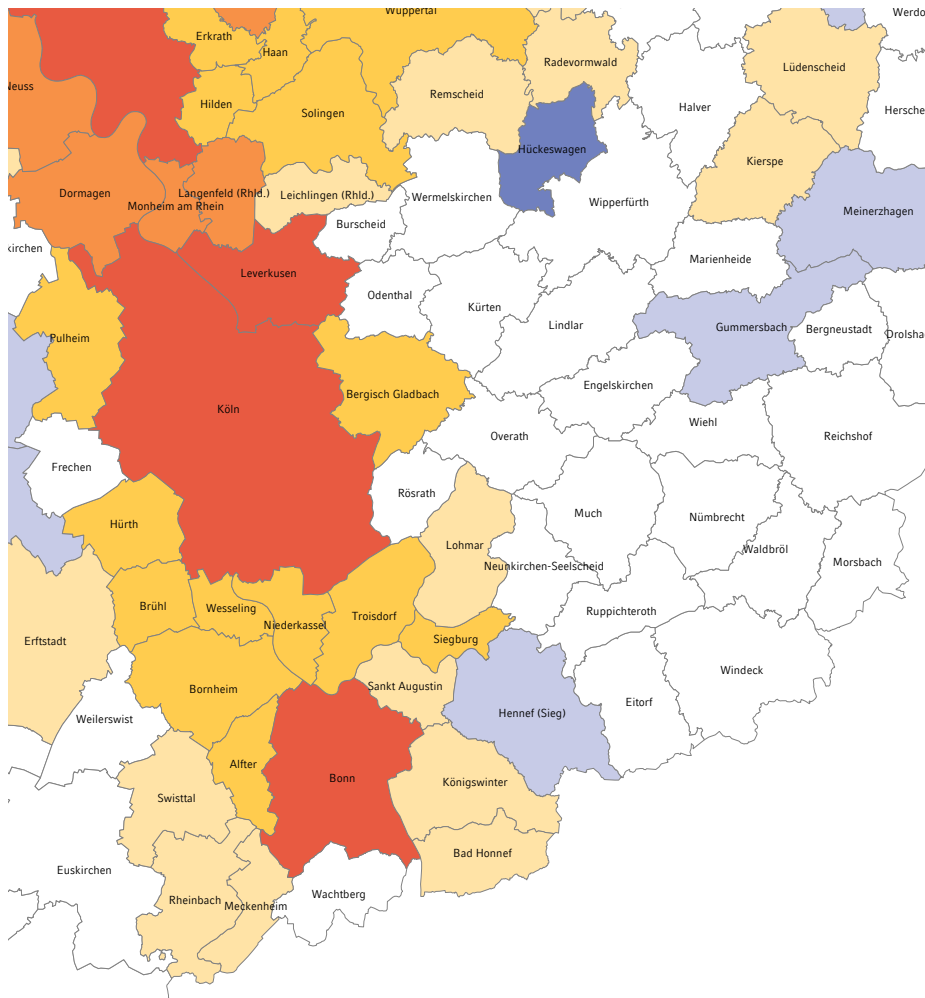 Wuppertal
Werdo
Erkrath
Haan
Radevormwald
Lüdenscheid
Neuss
Remscheid
Hilden
Halver
Solingen
Hersche
Hückeswagen
Kierspe
Dormagen
Langenfeld (Rhld.)
Leichlingen (Rhld.)
Wermelskirchen
Wipperfürth
Monheim am Rhein
Meinerzhagen
Burscheid
kirchen
Marienheide
Leverkusen
Odenthal
Kürten
Lindlar
Gummersbach
Bergneustadt
Drolsha
Pulheim
Engelskirchen
Bergisch Gladbach
Köln
Wiehl
Overath
Reichshof
Frechen
Rösrath
Much
Nümbrecht
Hürth
Lohmar
Waldbröl
Neunkirchen-Seelscheid
Morsbach
Brühl
Wesseling
Ruppichteroth
Troisdorf
Niederkassel
Erftstadt
Siegburg
Windeck
Bornheim
Sankt Augustin
Eitorf
Hennef (Sieg)
Weilerswist
Alfter
Bonn
Königswinter
Swisttal
Bad Honnef
Euskirchen
Wachtberg
Rheinbach
Meckenheim